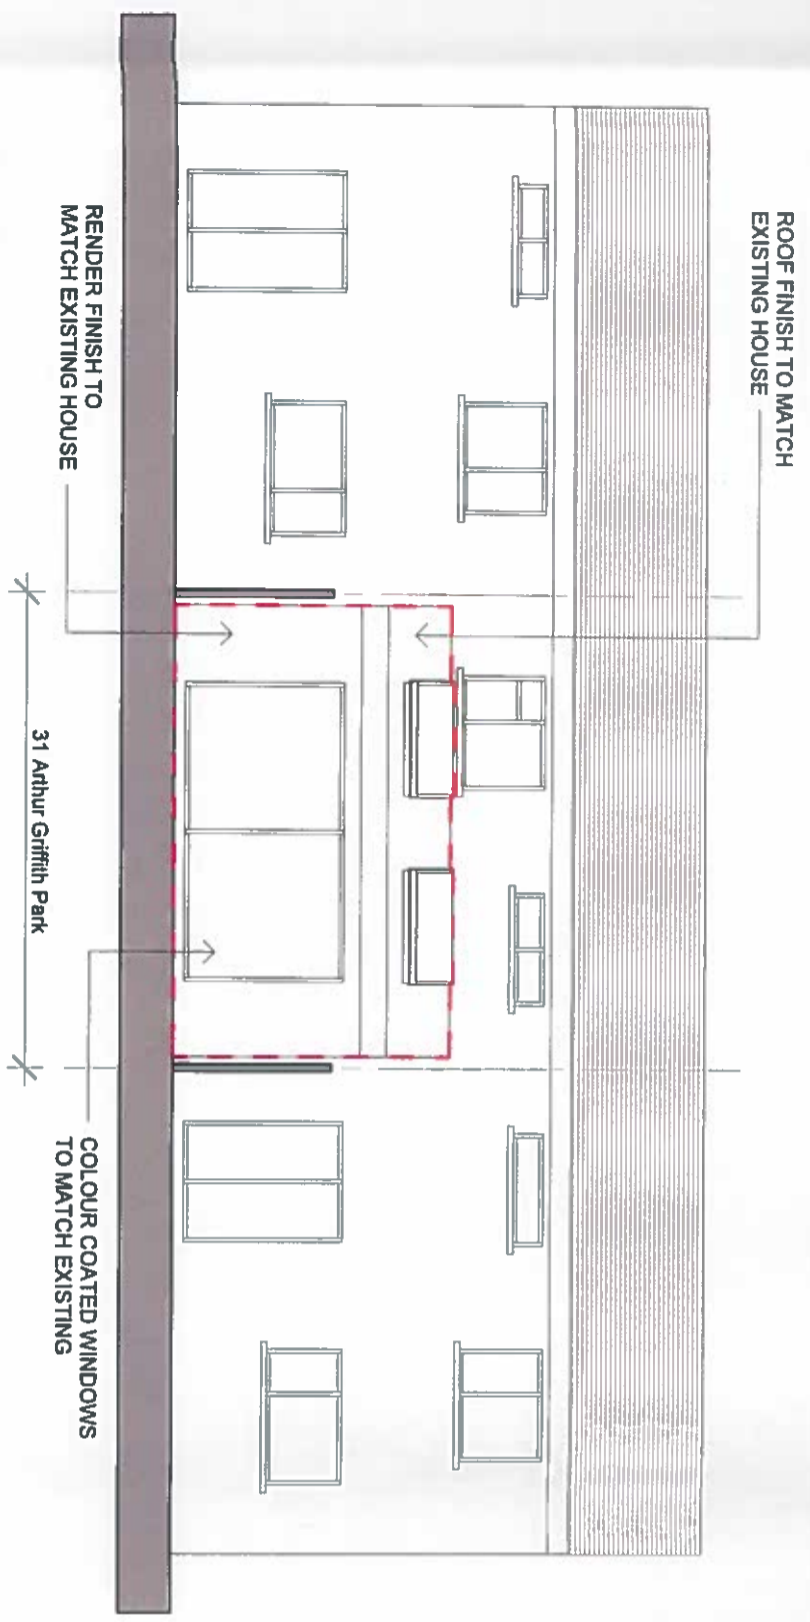 ROOF FINISH TO MATCH
EXISTING HOUSE
RENDER FINISH TO
MATCH EXISTING HOUSE
31 Arthur Griffith Park
COLOUR COATED WINDOWS
TO MATCH EXISTING